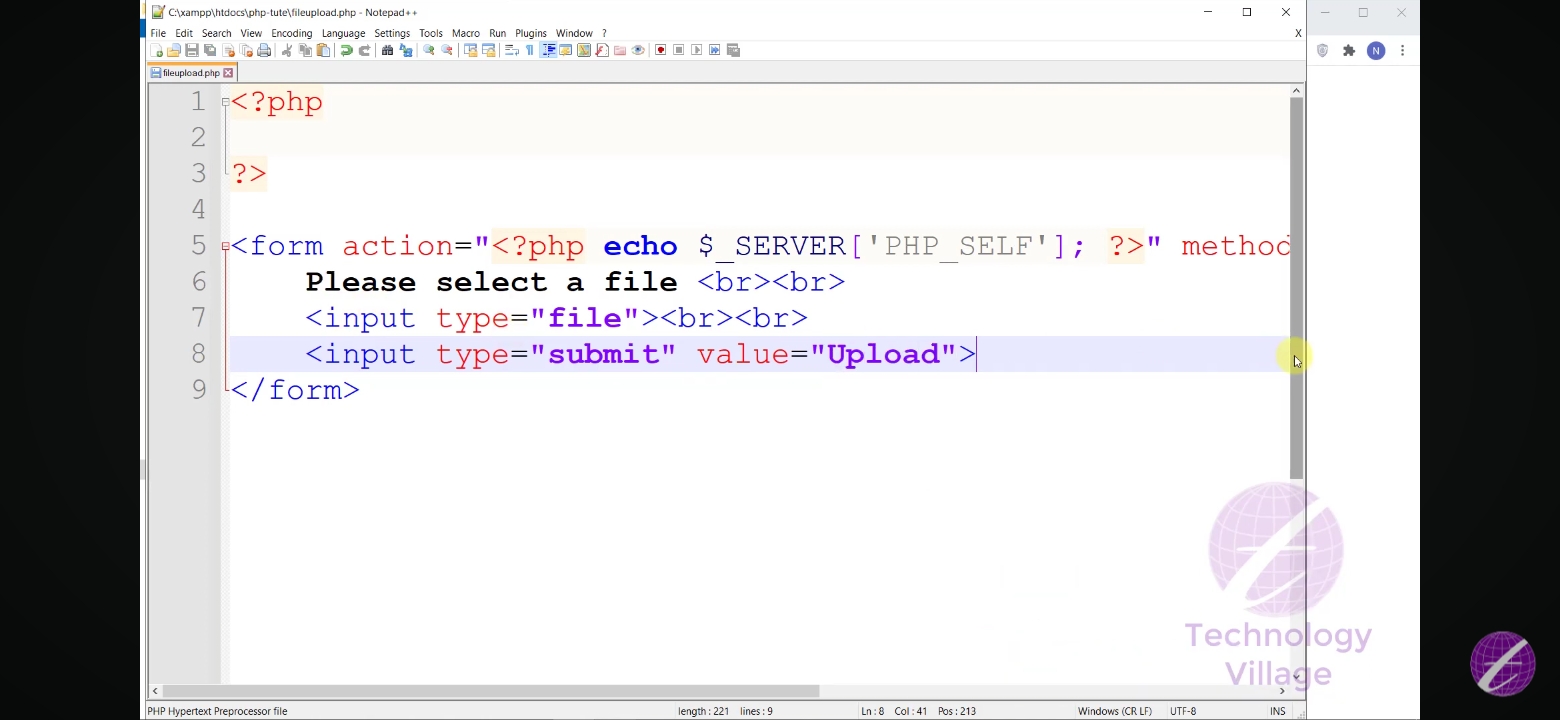 C:\xampp\htdocs\php-tute\fileupload.php - Notepad++
File Edit Search View Encoding Language Settings Tools Macro Run Plugins Window ? X
fileupload.php
N
1 <?php
2
3 ?>
4
5 <form action="<?php echo $_SERVER['PHP_SELF']; ?>" method
6 Please select a file <br><br>
7 <input type="file"><br><br>
8 <input type="submit" value="Upload">
9 </form>
Technology
Village
PHP Hypertext Preprocessor file length : 221 lines : 9 Ln : 8 Col : 41 Pos : 213 Windows (CR LF) UTF-8 INS